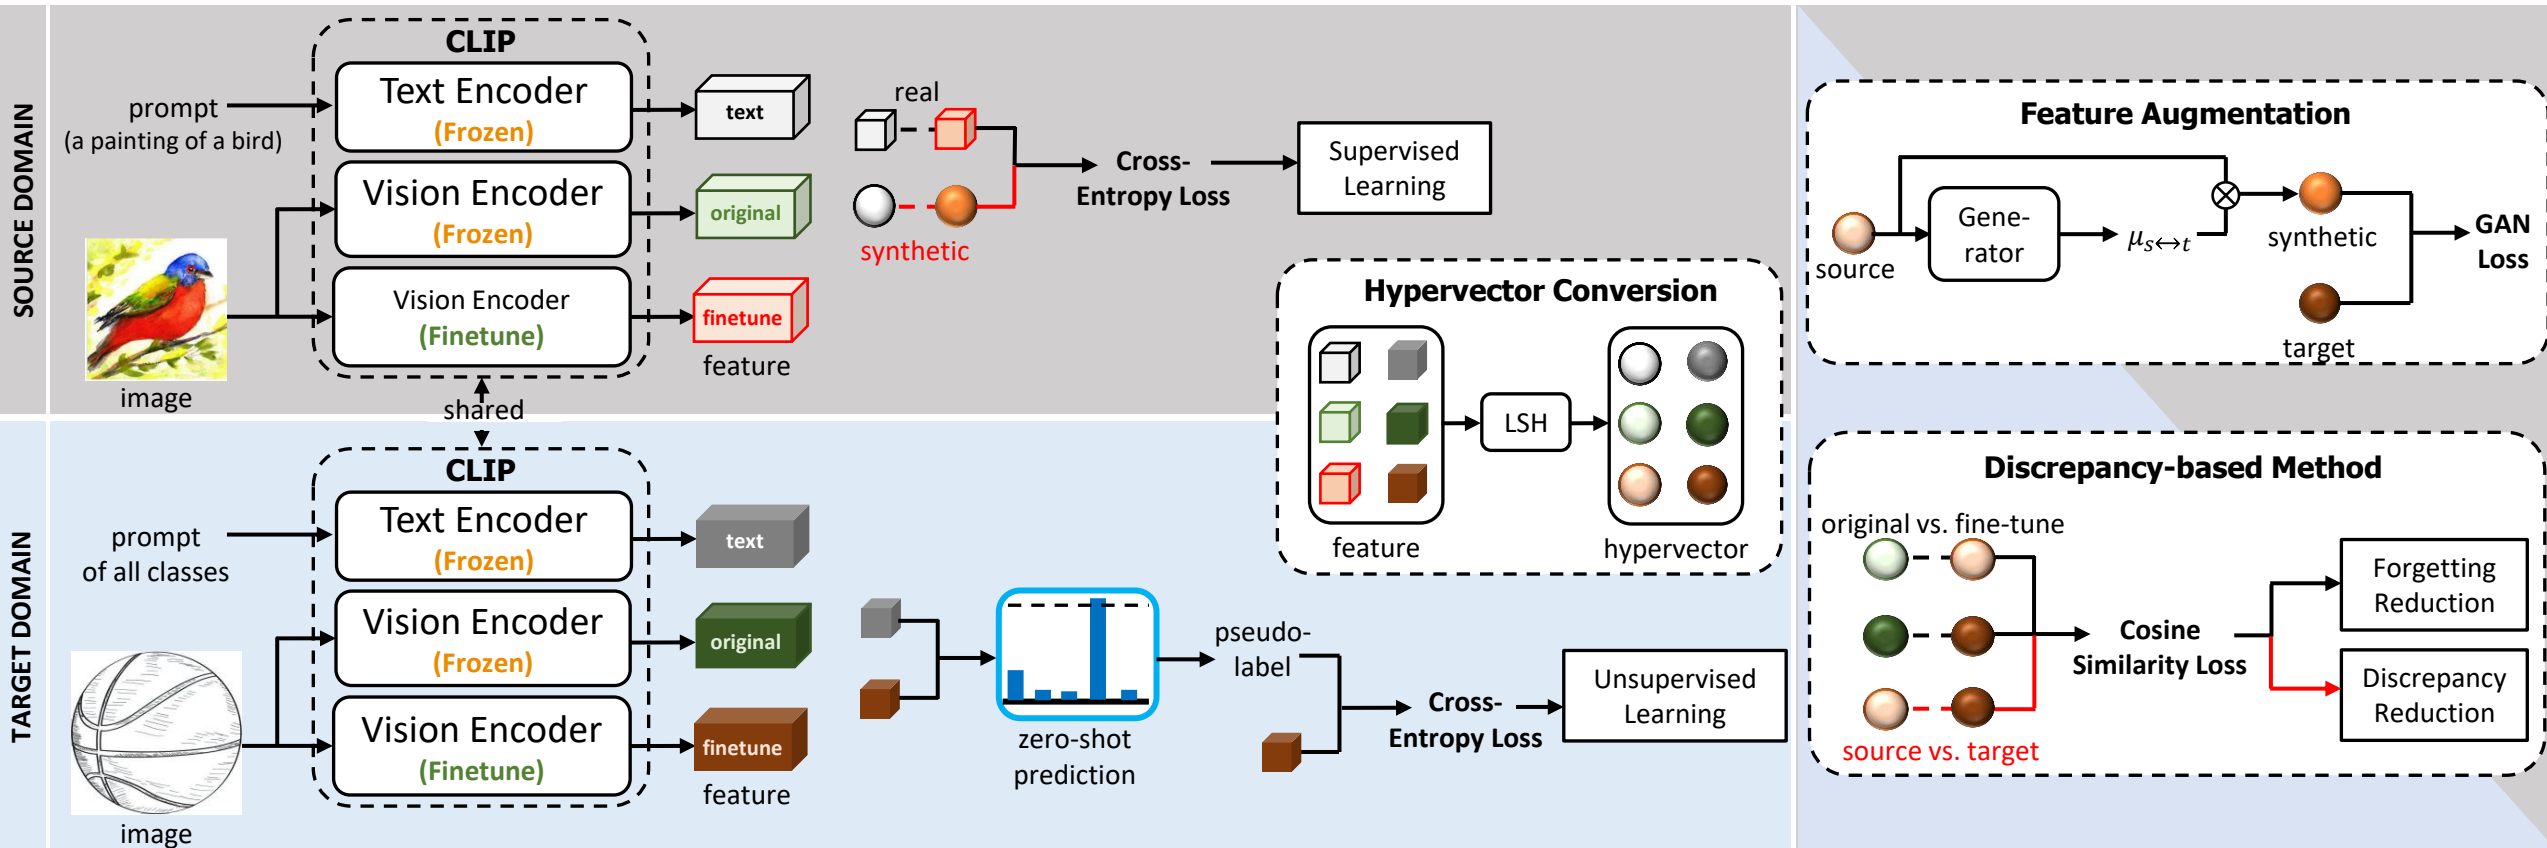 SOURCE DOMAIN
CLIP
prompt
(a painting of a bird)
Text Encoder
(Frozen)
text
Vision Encoder
(Frozen)
original
Vision Encoder
(Finetune)
finetune
feature
image
shared
real
synthetic
Cross-
Entropy Loss
Supervised
Learning
TARGET DOMAIN
CLIP
prompt
of all classes
Text Encoder
(Frozen)
text
Vision Encoder
(Frozen)
original
Vision Encoder
(Finetune)
finetune
feature
image
zero-shot
prediction
pseudo-
label
Cross-
Entropy Loss
Unsupervised
Learning
Hypervector Conversion
LSH
feature
hypervector
Feature Augmentation
source
Gene-
rator
μs↔t
synthetic
target
GAN
Loss
Discrepancy-based Method
original vs. fine-tune
source vs. target
Cosine
Similarity Loss
Forgetting
Reduction
Discrepancy
Reduction